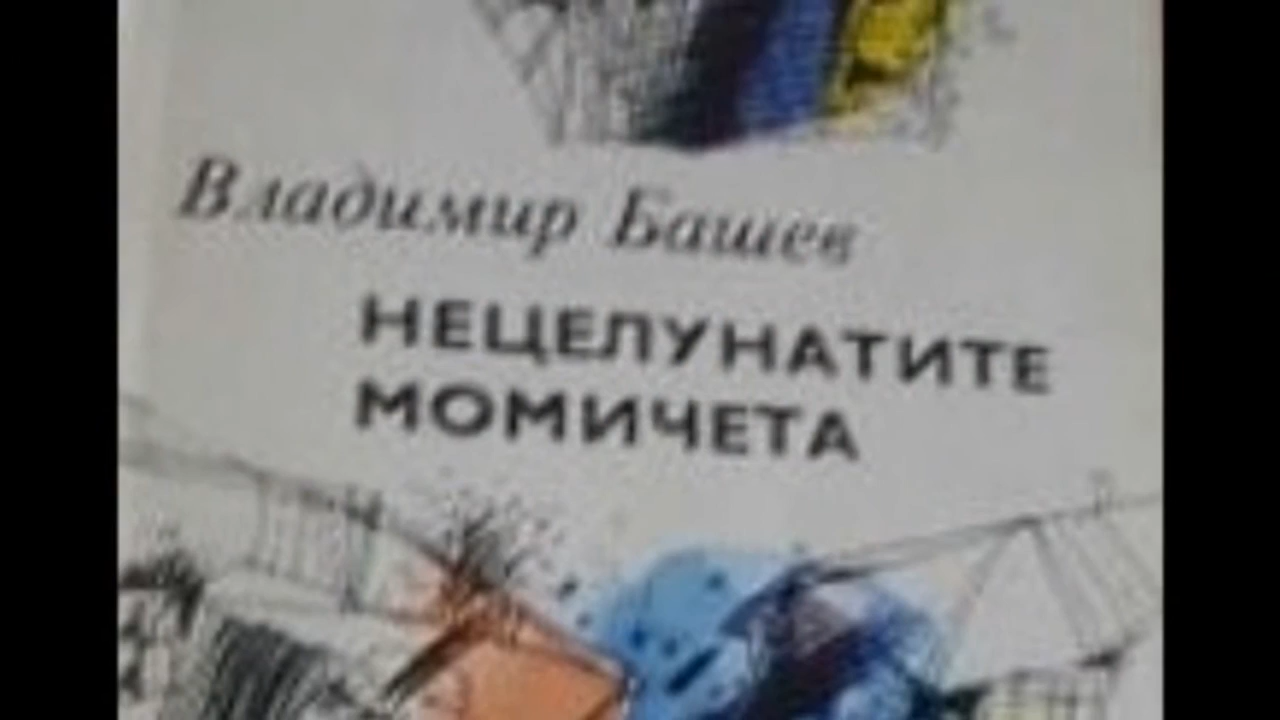 Владимир Башев
НЕЦЕЛУНАТИТЕ
МОМИЧЕТА